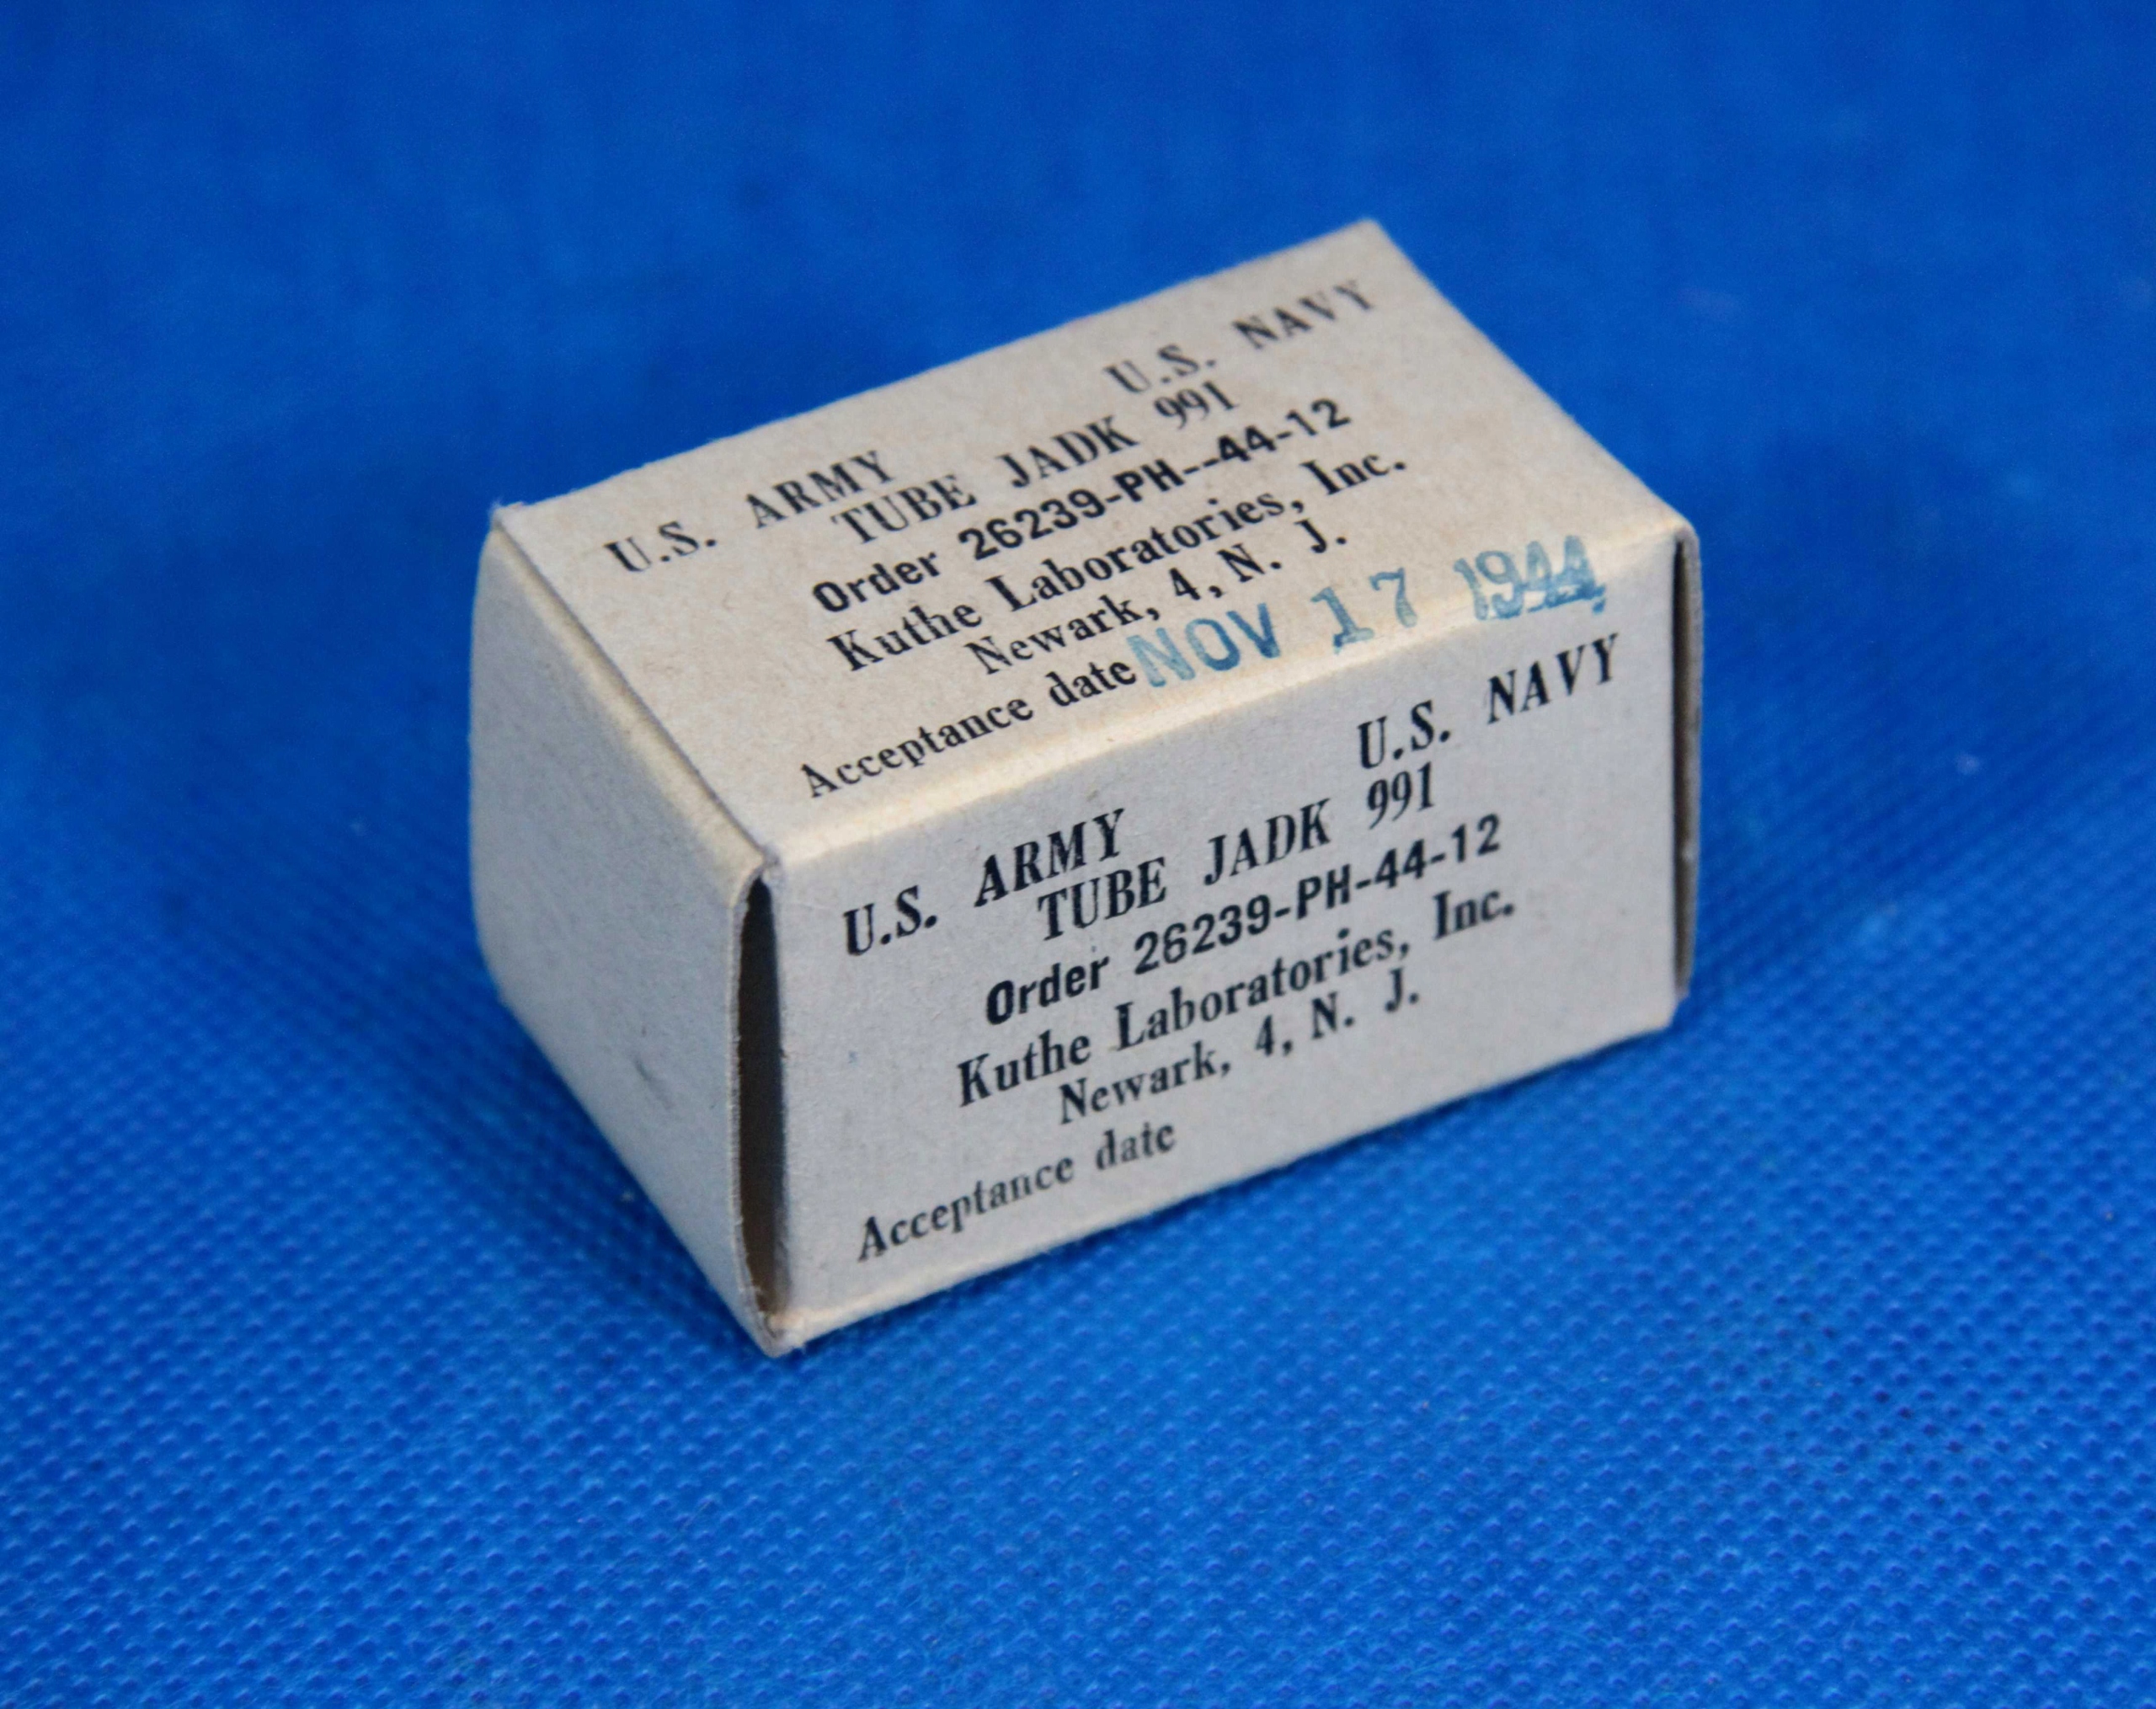 U.S. ARMY U.S. NAVY
TUBE JADK 991
Order 26239-PH--44-12
Kuthe Laboratories, Inc.
Newark, 4, N. J.
Acceptance date NOV 17 1944
U.S. ARMY U.S. NAVY
TUBE JADK 991
Order 26239-PH-44-12
Kuthe Laboratories, Inc.
Newark, 4, N. J.
Acceptance date